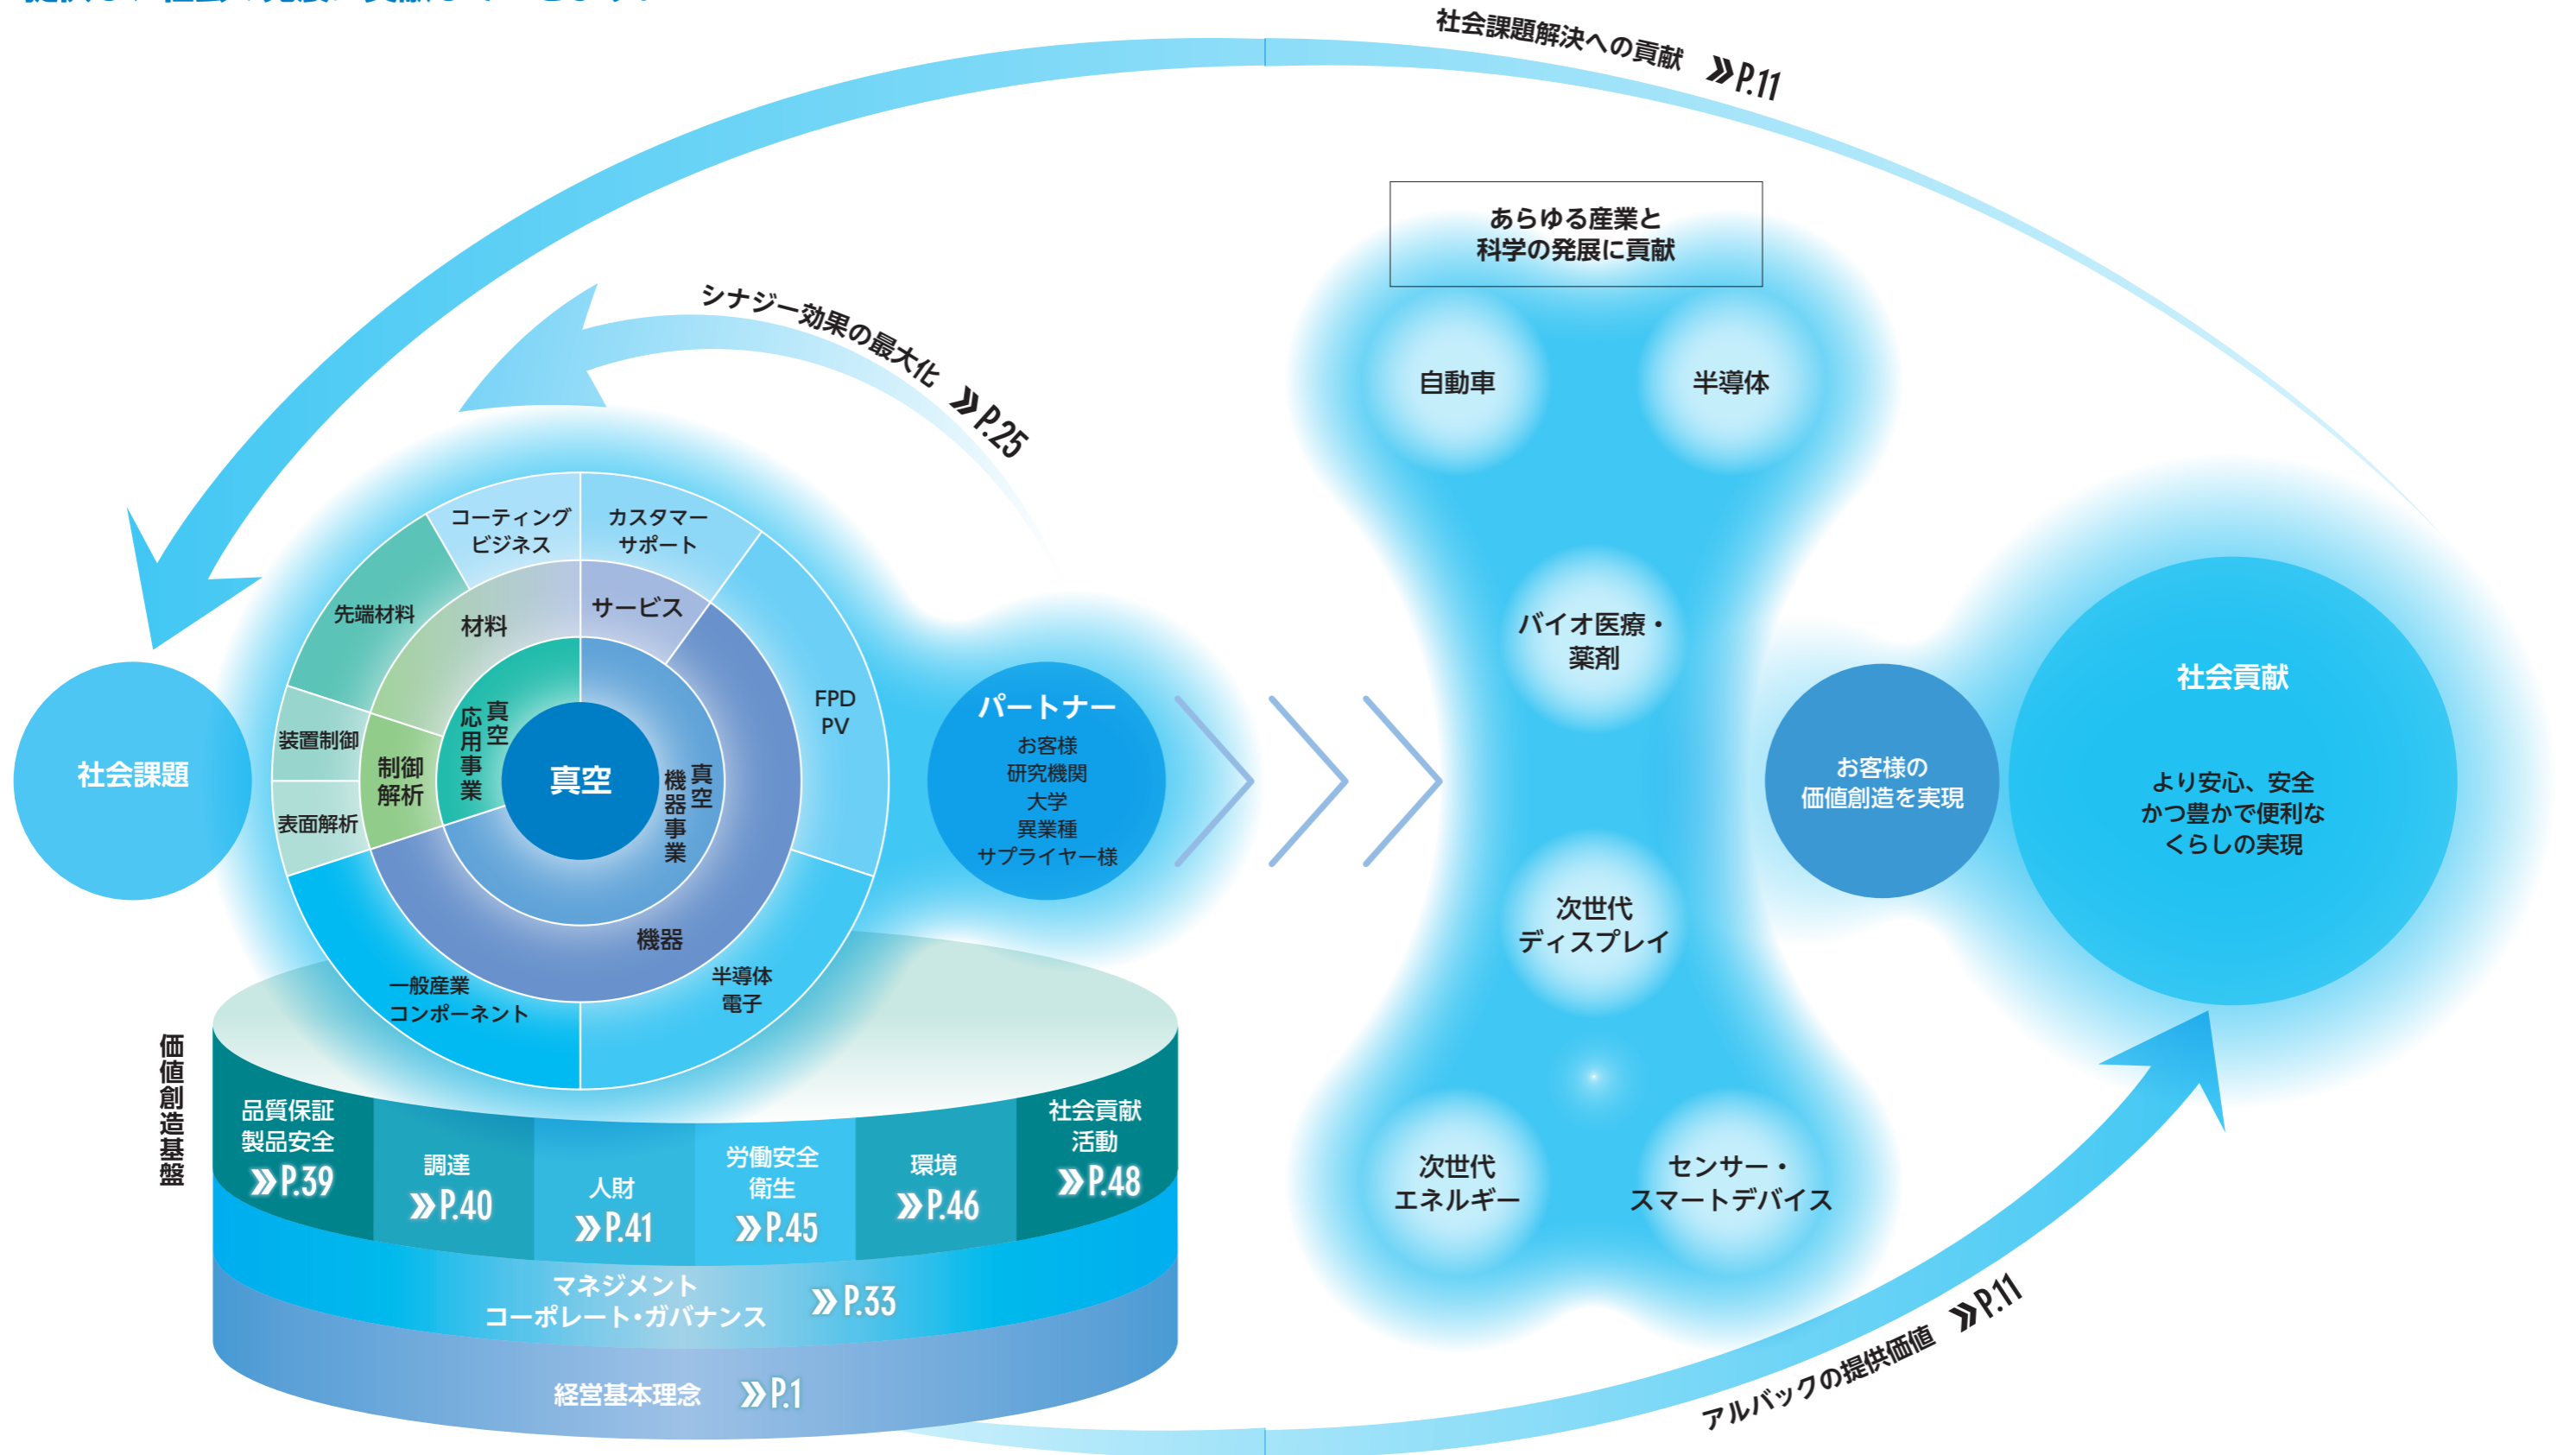 社会課題解決への貢献 P.11
シナジー効果の最大化 P.25
社会課題
コーティング
ビジネス
カスタマー
サポート
先端材料
材料
サービス
FPD
PV
装置制御
制御
解析
表面解析
真空
応用事業
真空
真空
機器事業
機器
一般産業
コンポーネント
半導体
電子
パートナー
お客様
研究機関
大学
異業種
サプライヤー様
あらゆる産業と
科学の発展に貢献
自動車
半導体
バイオ医療・
薬剤
次世代
ディスプレイ
次世代
エネルギー
センサー・
スマートデバイス
お客様の
価値創造を実現
社会貢献
より安心、安全
かつ豊かで便利な
くらしの実現
価値創造基盤
品質保証
製品安全
P.39
調達
P.40
人財
P.41
労働安全
衛生
P.45
環境
P.46
社会貢献
活動
P.48
マネジメント
コーポレート・ガバナンス P.33
経営基本理念 P.1
アルバックの提供価値 P.11